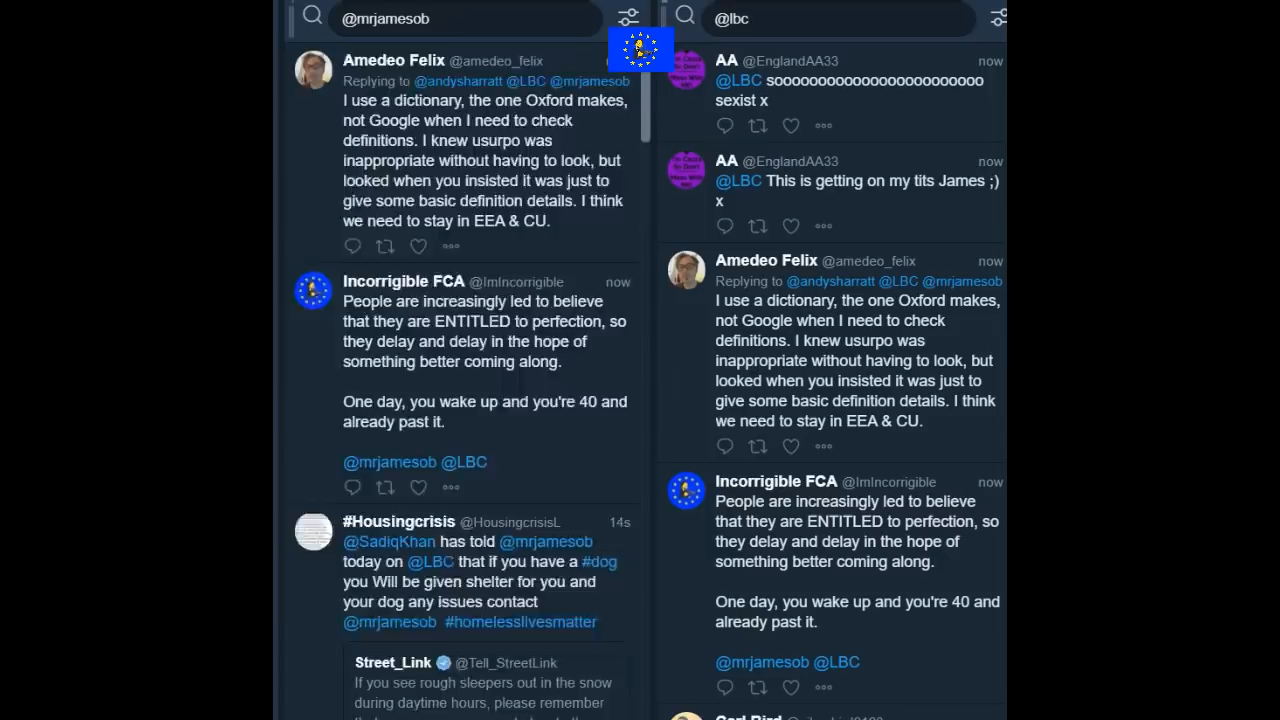 @mrjamesob
Amedeo Felix @amedeo_felix
Replying to @andysharratt @LBC @mrjamesob
I use a dictionary, the one Oxford makes,
not Google when I need to check
definitions. I knew usurpo was
inappropriate without having to look, but
looked when you insisted it was just to
give some basic definition details. I think
we need to stay in EEA & CU.
Incorrigible FCA @ImIncorrigible now
People are increasingly led to believe
that they are ENTITLED to perfection, so
they delay and delay in the hope of
something better coming along.
One day, you wake up and you're 40 and
already past it.
@mrjamesob @LBC
#Housingcrisis @HousingcrisisL 14s
@SadiqKhan has told @mrjamesob
today on @LBC that if you have a #dog
you Will be given shelter for you and
your dog any issues contact
@mrjamesob #homelesslivesmatter
Street_Link @Tell_StreetLink
If you see rough sleepers out in the snow
during daytime hours, please remember
@lbc
AA @EnglandAA33 now
@LBC soooooooooooooooooooooooo
sexist x
AA @EnglandAA33 now
@LBC This is getting on my tits James ;)
x
Amedeo Felix @amedeo_felix now
Replying to @andysharratt @LBC @mrjamesob
I use a dictionary, the one Oxford makes,
not Google when I need to check
definitions. I knew usurpo was
inappropriate without having to look, but
looked when you insisted it was just to
give some basic definition details. I think
we need to stay in EEA & CU.
Incorrigible FCA @ImIncorrigible now
People are increasingly led to believe
that they are ENTITLED to perfection, so
they delay and delay in the hope of
something better coming along.
One day, you wake up and you're 40 and
already past it.
@mrjamesob @LBC